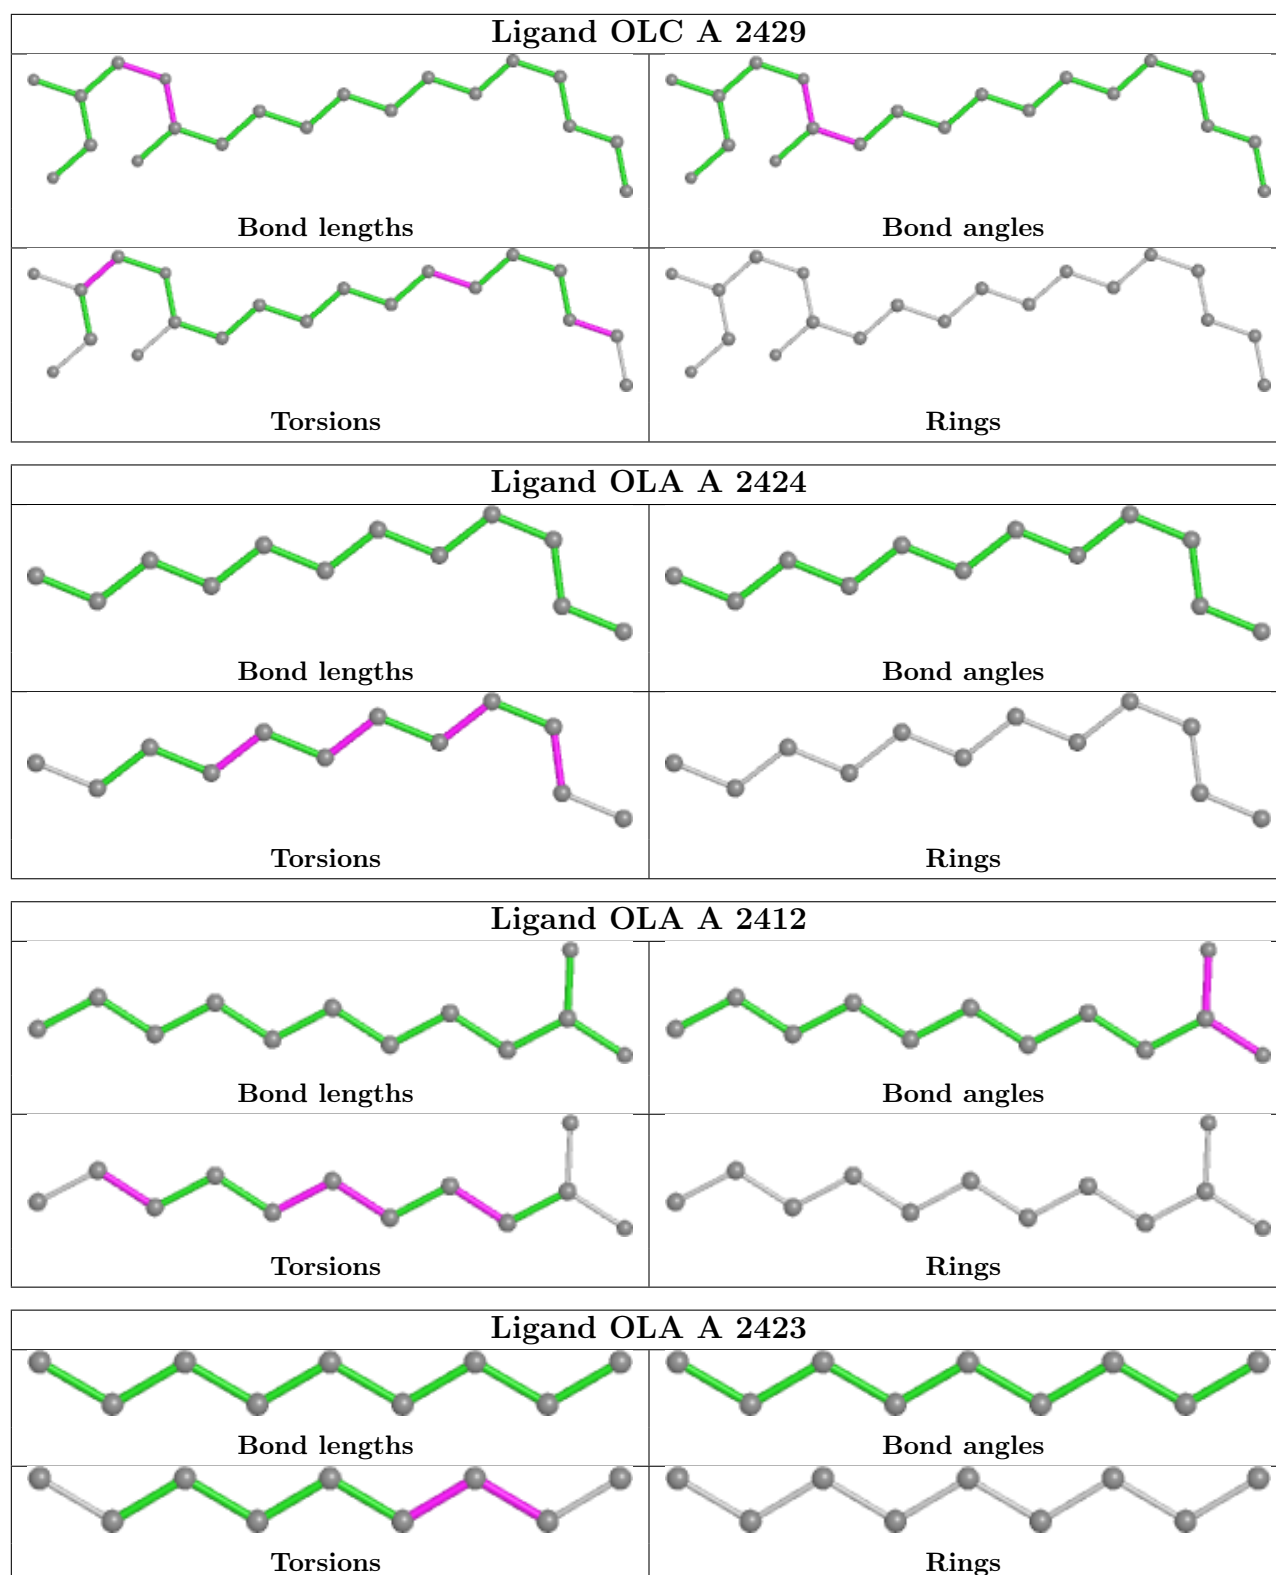 Ligand OLC A 2429
Bond lengths Bond angles
Torsions Rings
Ligand OLA A 2424
Bond lengths Bond angles
Torsions Rings
Ligand OLA A 2412
Bond lengths Bond angles
Torsions Rings
Ligand OLA A 2423
Bond lengths Bond angles
Torsions Rings